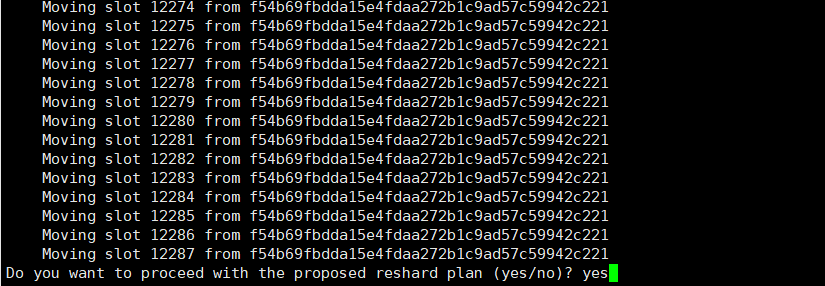 Moving slot 12274 from f54b69fbdda15e4fdaa272b1c9ad57c59942c221
Moving slot 12275 from f54b69fbdda15e4fdaa272b1c9ad57c59942c221
Moving slot 12276 from f54b69fbdda15e4fdaa272b1c9ad57c59942c221
Moving slot 12277 from f54b69fbdda15e4fdaa272b1c9ad57c59942c221
Moving slot 12278 from f54b69fbdda15e4fdaa272b1c9ad57c59942c221
Moving slot 12279 from f54b69fbdda15e4fdaa272b1c9ad57c59942c221
Moving slot 12280 from f54b69fbdda15e4fdaa272b1c9ad57c59942c221
Moving slot 12281 from f54b69fbdda15e4fdaa272b1c9ad57c59942c221
Moving slot 12282 from f54b69fbdda15e4fdaa272b1c9ad57c59942c221
Moving slot 12283 from f54b69fbdda15e4fdaa272b1c9ad57c59942c221
Moving slot 12284 from f54b69fbdda15e4fdaa272b1c9ad57c59942c221
Moving slot 12285 from f54b69fbdda15e4fdaa272b1c9ad57c59942c221
Moving slot 12286 from f54b69fbdda15e4fdaa272b1c9ad57c59942c221
Moving slot 12287 from f54b69fbdda15e4fdaa272b1c9ad57c59942c221
Do you want to proceed with the proposed reshard plan (yes/no)? yes